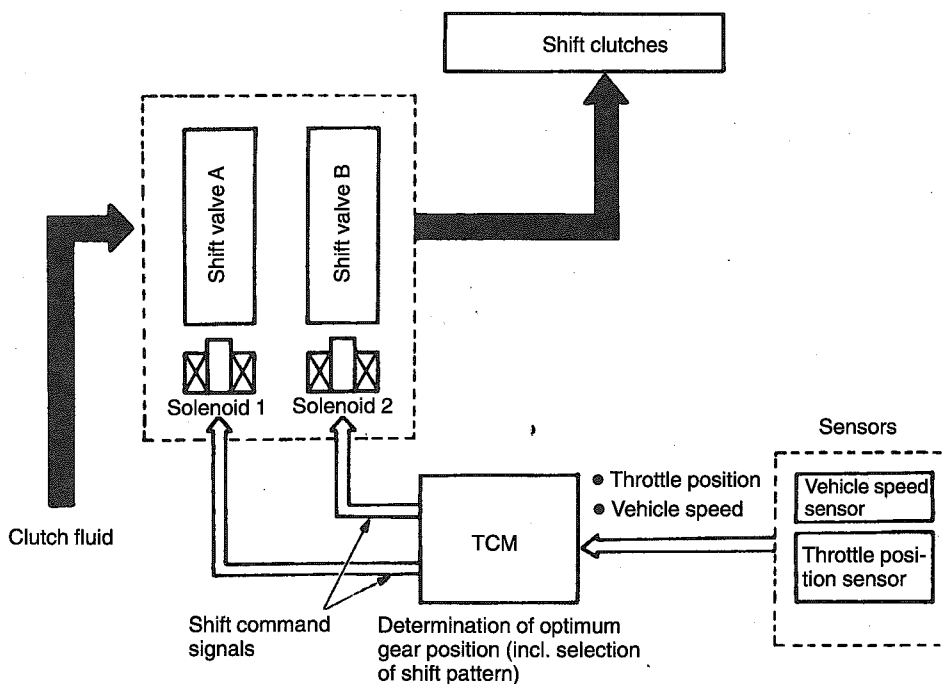 Shift clutches
Shift valve A
Shift valve B
Solenoid 1
Solenoid 2
Clutch fluid
Shift command
signals
TCM
Determination of optimum
gear position (incl. selection
of shift pattern)
● Throttle position
● Vehicle speed
Sensors
Vehicle speed
sensor
Throttle posi-
tion sensor